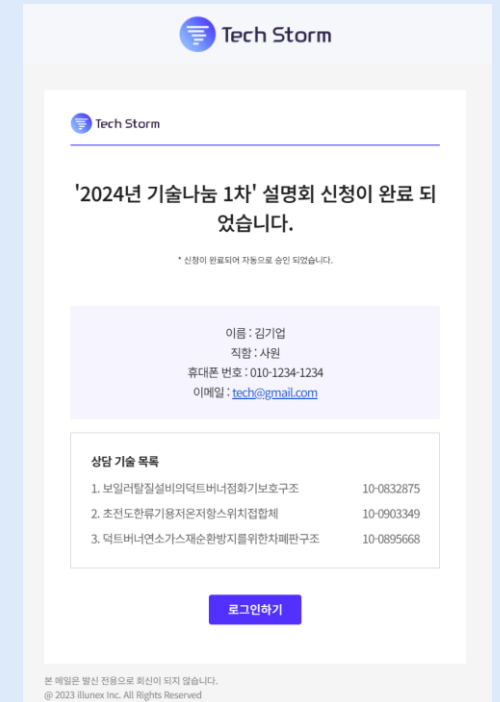 Tech Storm
Tech Storm
'2024년 기술나눔 1차' 설명회 신청이 완료 되
었습니다.
* 신청이 완료되어 자동으로 승인 되었습니다.
이름 : 김기업
직함 : 사원
휴대폰 번호 : 010-1234-1234
이메일 : tech@gmail.com
상담 기술 목록
1. 보일러탈질설비의덕트버너점화기보호구조 10-0832875
2. 초전도한류기용저온저항스위치접합체 10-0903349
3. 덕트버너연소가스재순환방지를위한차폐판구조 10-0895668
로그인하기
본 메일은 발신 전용으로 회신이 되지 않습니다.
@ 2023 illunex Inc. All Rights Reserved